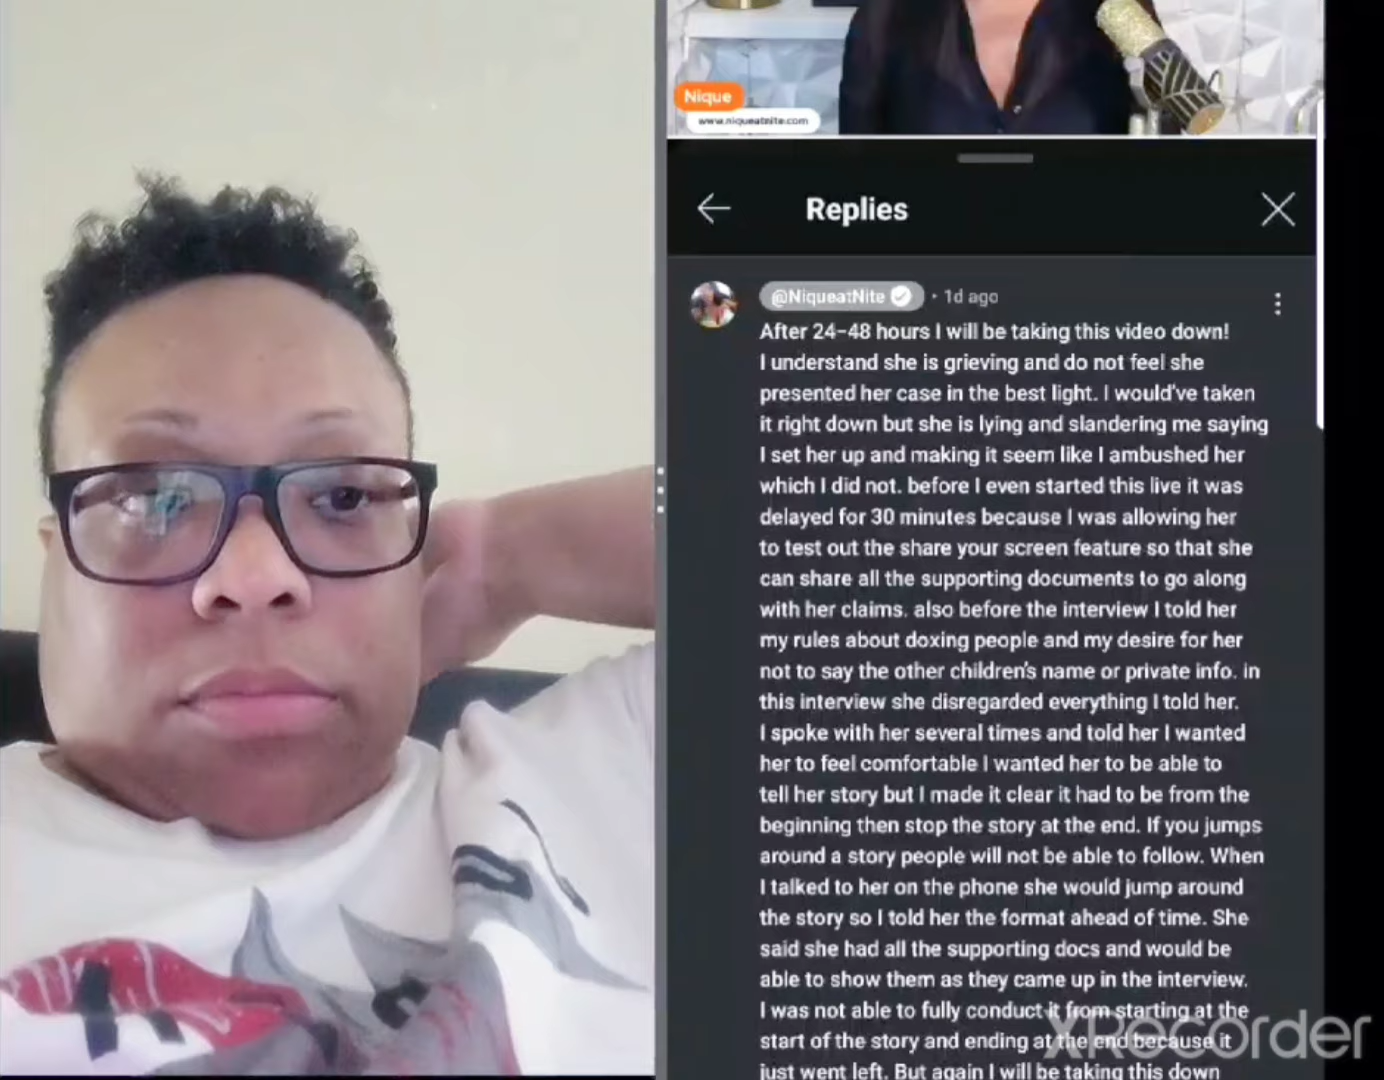 Nique
www.niqueatnite.com
Replies
@NiqueatNite • 1d ago
After 24-48 hours I will be taking this video down!
I understand she is grieving and do not feel she
presented her case in the best light. I would've taken
it right down but she is lying and slandering me saying
I set her up and making it seem like I ambushed her
which I did not. before I even started this live it was
delayed for 30 minutes because I was allowing her
to test out the share your screen feature so that she
can share all the supporting documents to go along
with her claims. also before the interview I told her
my rules about doxing people and my desire for her
not to say the other children's name or private info. in
this interview she disregarded everything I told her.
I spoke with her several times and told her I wanted
her to feel comfortable I wanted her to be able to
tell her story but I made it clear it had to be from the
beginning then stop the story at the end. If you jumps
around a story people will not be able to follow. When
I talked to her on the phone she would jump around
the story so I told her the format ahead of time. She
said she had all the supporting docs and would be
able to show them as they came up in the interview.
I was not able to fully conduct it from starting at the
start of the story and ending at the end because it
just went left. But again I will be taking this down
XRecorder